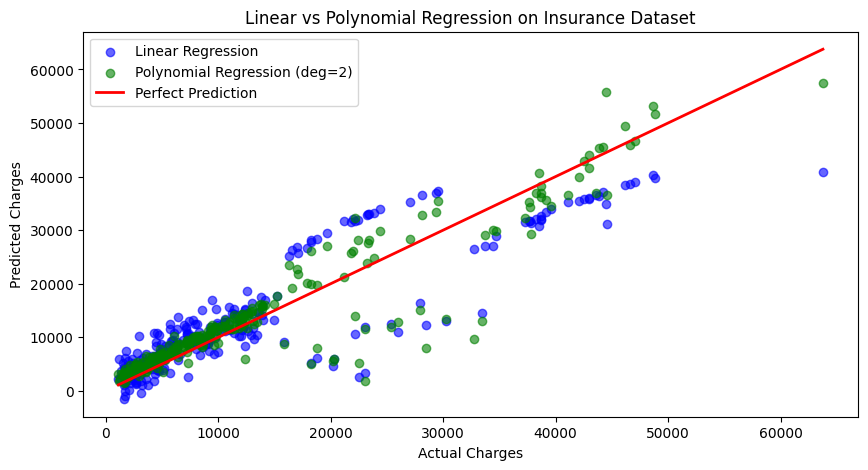 Linear vs Polynomial Regression on Insurance Dataset
Linear Regression
Polynomial Regression (deg=2)
Perfect Prediction
Predicted Charges
60000
50000
40000
30000
20000
10000
0
0
10000
20000
30000
40000
50000
60000
Actual Charges